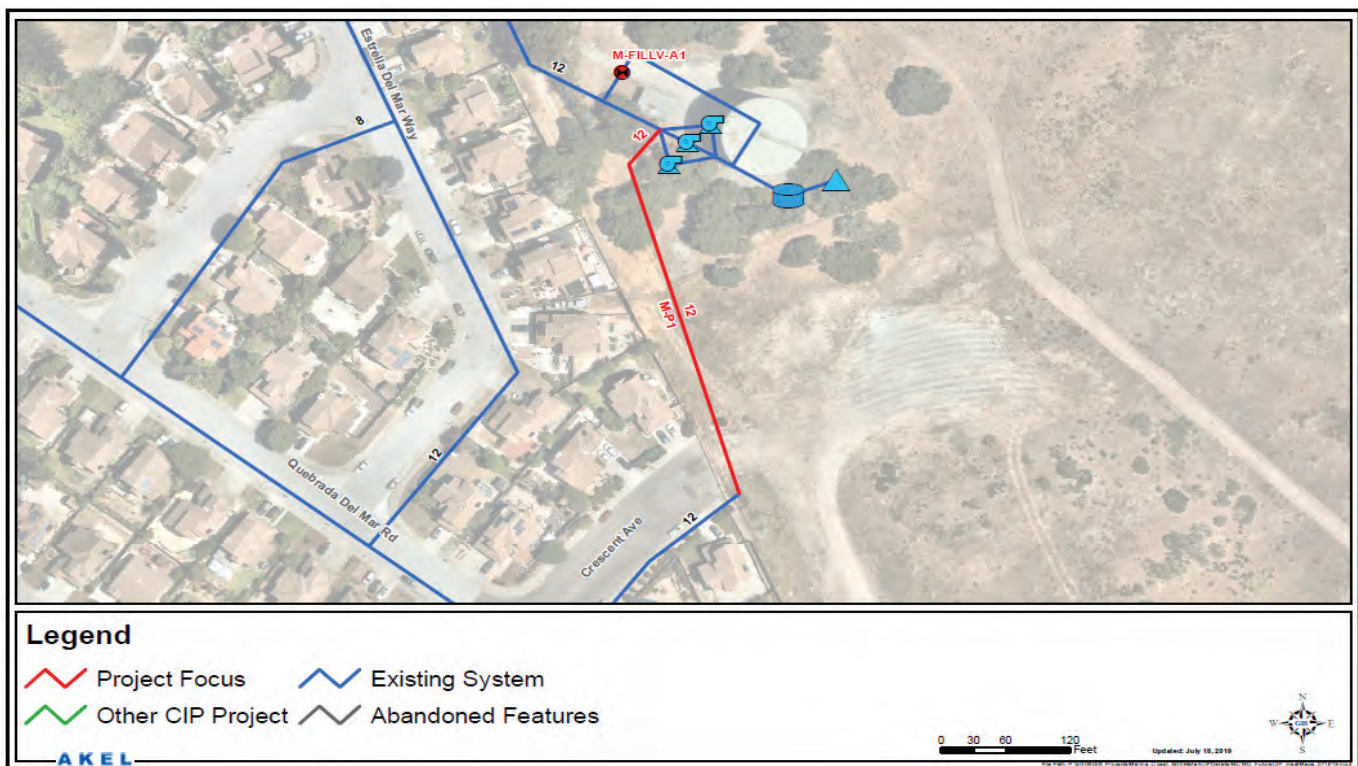 M-FILLV-A1
Estrella Del Mar Way
12
8
12
12
M-P1
12
Quebrada Del Mar Rd
Crescent Ave
12
Legend
Project Focus
Existing System
Other CIP Project
Abandoned Features
AKEL
0 30 60 120
Feet
N
W GIS E
S
Updated: July 18, 2019